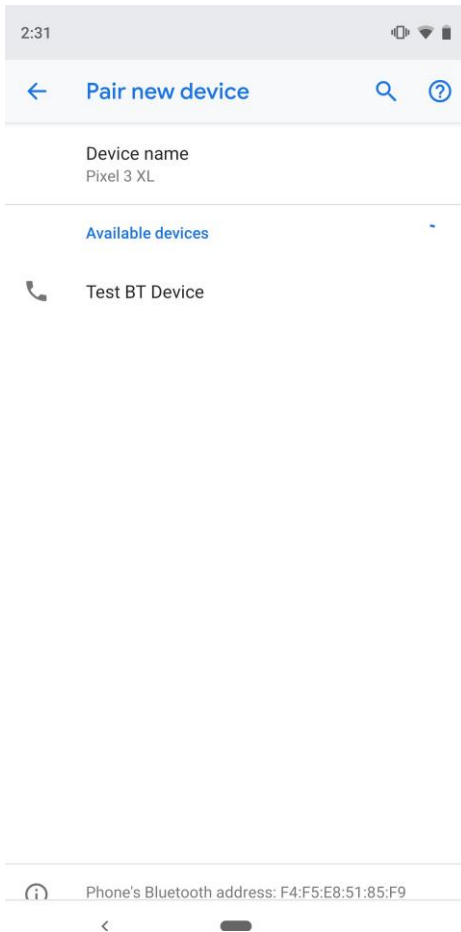 2:31
Pair new device
Device name
Pixel 3 XL
Available devices
Test BT Device
Phone's Bluetooth address: F4:F5:E8:51:85:F9